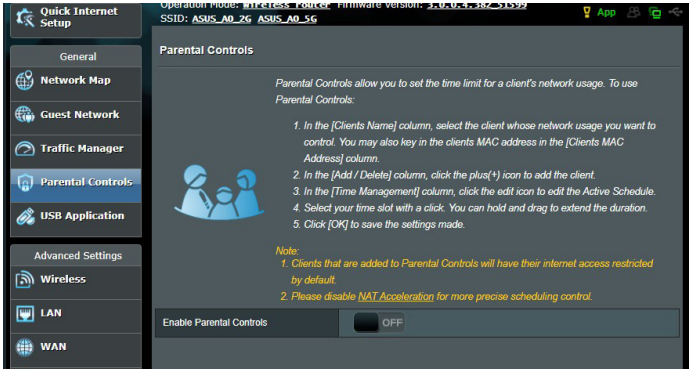 Quick Internet
Setup
Operation Mode: Wireless router Firmware Version: 3.0.0.4.382_51599
SSID: ASUS_A0_2G ASUS_A0_5G
App
General
Network Map
Guest Network
Traffic Manager
Parental Controls
USB Application
Advanced Settings
Wireless
LAN
WAN
Parental Controls
Parental Controls allow you to set the time limit for a client's network usage. To use
Parental Controls:
1. In the [Clients Name] column, select the client whose network usage you want to
control. You may also key in the clients MAC address in the [Clients MAC
Address] column.
2. In the [Add / Delete] column, click the plus(+) icon to add the client.
3. In the [Time Management] column, click the edit icon to edit the Active Schedule.
4. Select your time slot with a click. You can hold and drag to extend the duration.
5. Click [OK] to save the settings made.
Note:
1. Clients that are added to Parental Controls will have their internet access restricted
by default.
2. Please disable NAT Acceleration for more precise scheduling control.
Enable Parental Controls
OFF